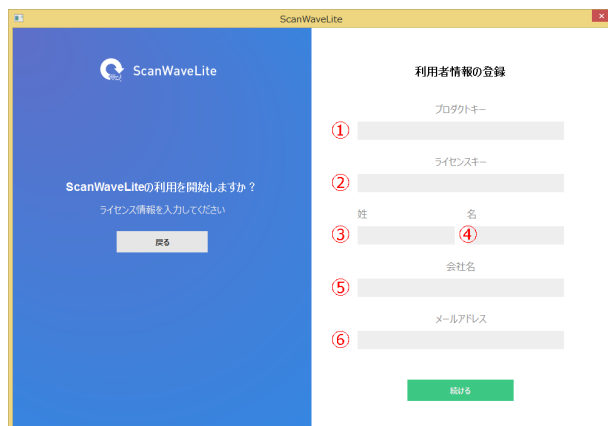 ScanWaveLite
ScanWaveLite
ScanWaveLiteの利用を開始しますか？
ライセンス情報を入力してください
戻る
利用者情報の登録
プロダクトキー
①
ライセンスキー
②
姓 名
③ ④
会社名
⑤
メールアドレス
⑥
続ける